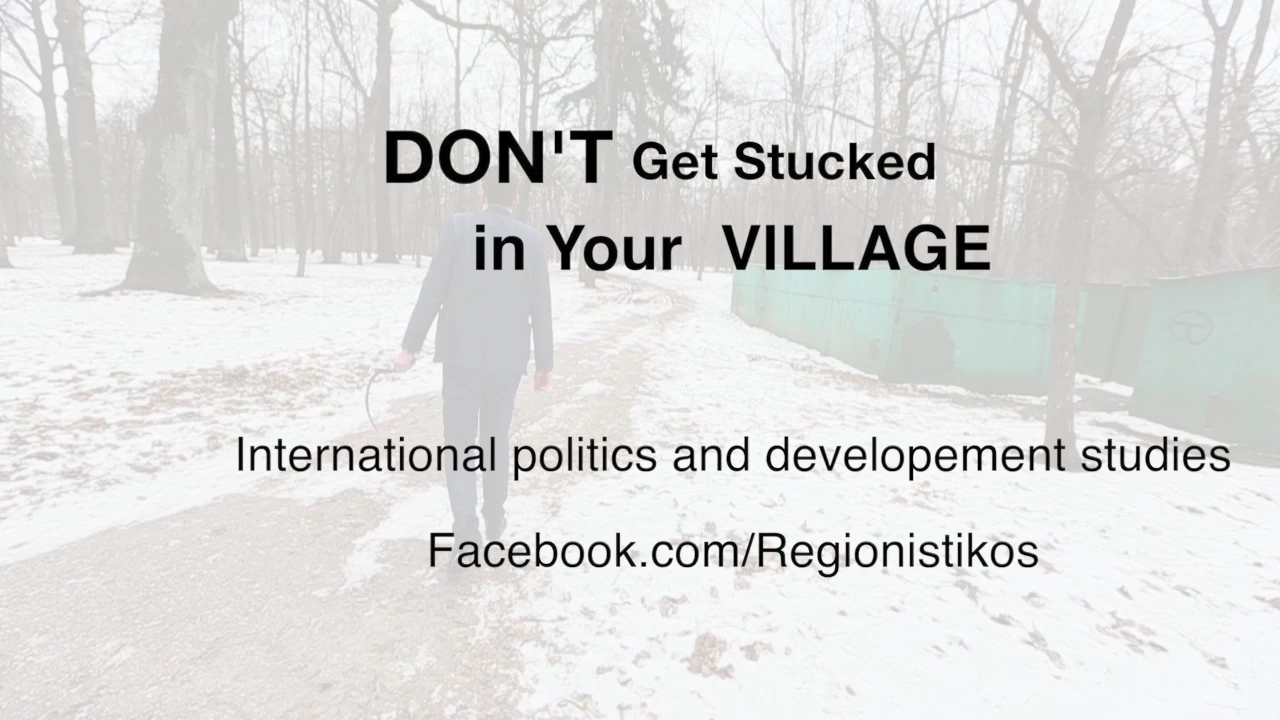 DON'T Get Stucked
in Your VILLAGE
International politics and developement studies
Facebook.com/Regionistikos